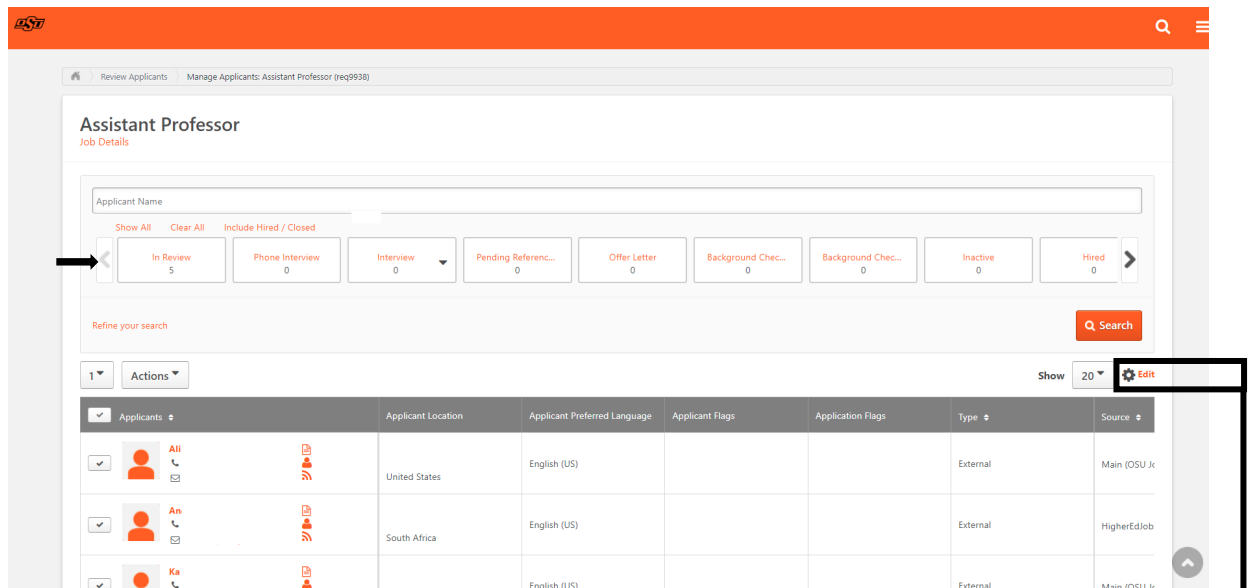 OSU
Review Applicants Manage Applicants: Assistant Professor (req9938)
Assistant Professor
Job Details
Applicant Name
Show All Clear All Include Hired / Closed
In Review Phone Interview Interview Pending Referenc... Offer Letter Background Chec... Background Chec... Inactive Hired
5 0 0 0 0 0 0 0 0
Refine your search
Search
1 Actions Show 20 Edit
Applicants Applicant Location Applicant Preferred Language Applicant Flags Application Flags Type Source
Ali
United States English (US) External Main (OSU Jo
An
South Africa English (US) External HigherEdJob
Ka
English (US) External Main (OSU Jo